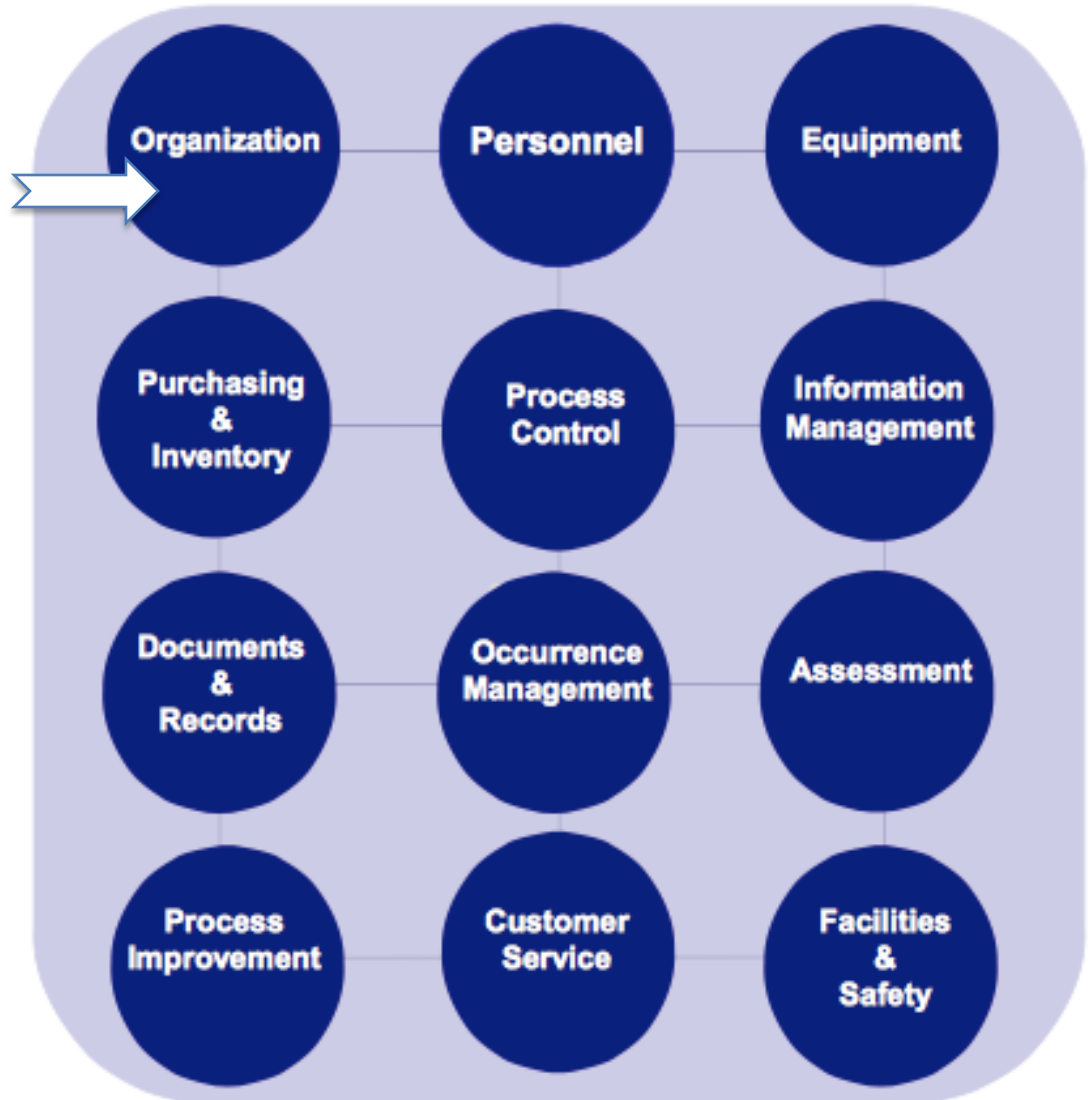 Organization
Personnel
Equipment
Purchasing
&
Inventory
Process
Control
Information
Management
Documents
&
Records
Occurrence
Management
Assessment
Process
Improvement
Customer
Service
Facilities
&
Safety